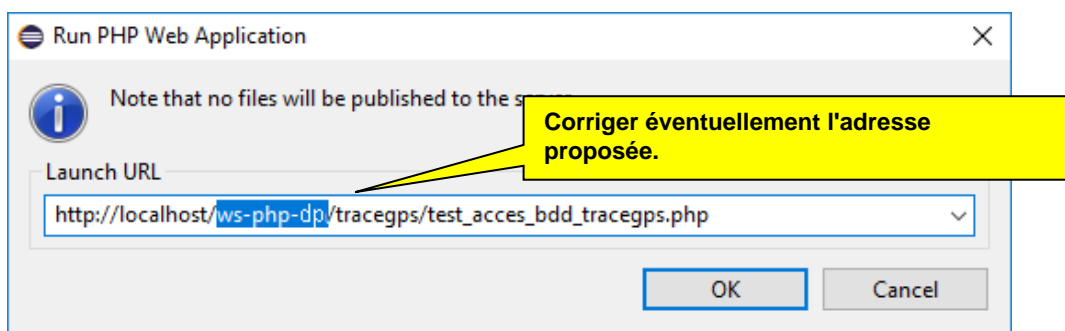 Run PHP Web Application
Note that no files will be published to the
Corriger éventuellement l'adresse
proposée.
Launch URL
http://localhost/ws-php-dp/tracegps/test_acces_bdd_tracegps.php
OK
Cancel